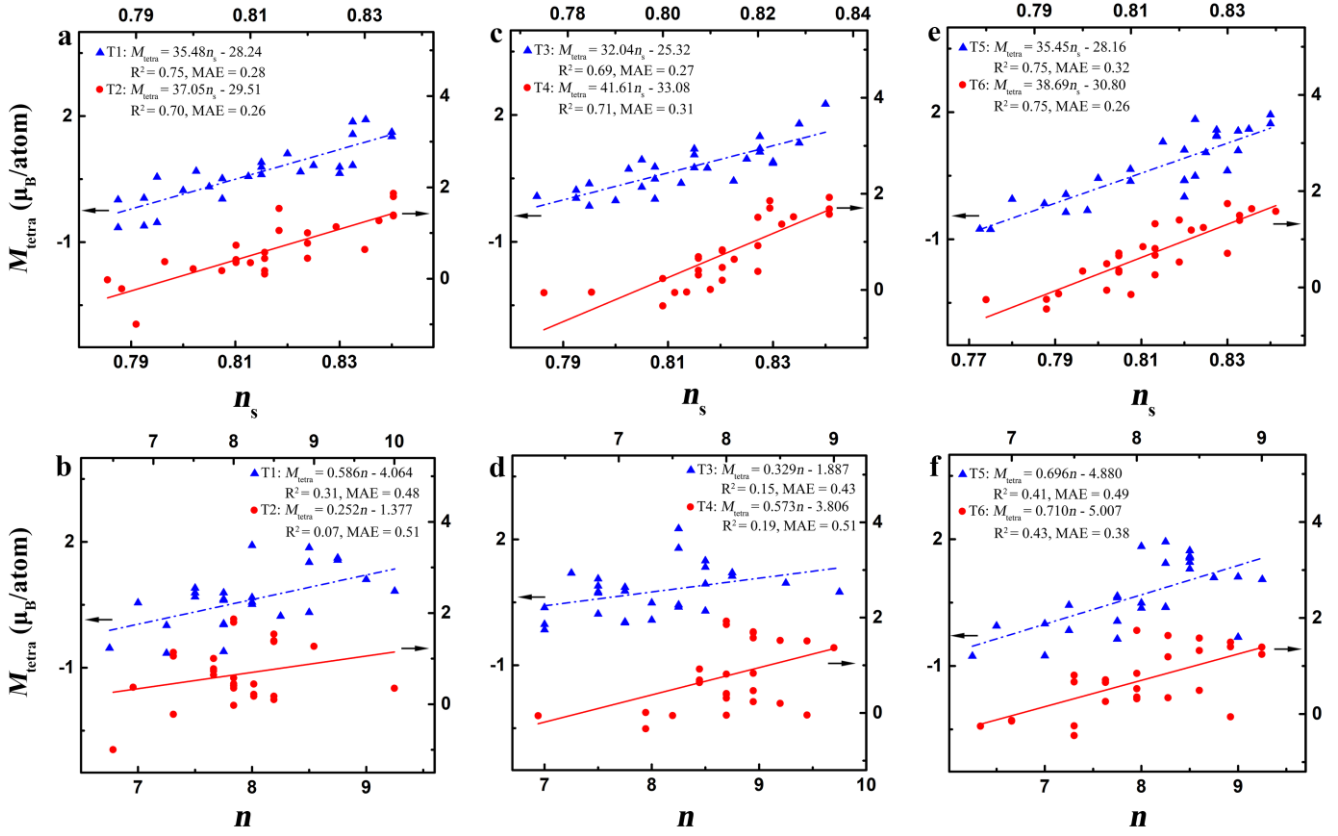 0.79 0.81 0.83
a
T1: Mtetra = 35.48ns - 28.24
R² = 0.75, MAE = 0.28
T2: Mtetra = 37.05ns - 29.51
R² = 0.70, MAE = 0.26
2
-1
4
2
0
0.79 0.81 0.83
ns
0.78 0.80 0.82 0.84
c
T3: Mtetra = 32.04ns - 25.32
R² = 0.69, MAE = 0.27
T4: Mtetra = 41.61ns - 33.08
R² = 0.71, MAE = 0.31
4
2
0
0.79 0.81 0.83
ns
0.79 0.81 0.83
e
T5: Mtetra = 35.45ns - 28.16
R² = 0.75, MAE = 0.32
T6: Mtetra = 38.69ns - 30.80
R² = 0.75, MAE = 0.26
2
-1
4
2
0
0.77 0.79 0.81 0.83
ns
Mtetra (μB/atom)
7 8 9 10
b
T1: Mtetra = 0.586n - 4.064
R² = 0.31, MAE = 0.48
T2: Mtetra = 0.252n - 1.377
R² = 0.07, MAE = 0.51
2
-1
4
2
0
7 8 9
n
7 8 9
d
T3: Mtetra = 0.329n - 1.887
R² = 0.15, MAE = 0.43
T4: Mtetra = 0.573n - 3.806
R² = 0.19, MAE = 0.51
2
-1
4
2
0
7 8 9 10
n
7 8 9
f
T5: Mtetra = 0.696n - 4.880
R² = 0.41, MAE = 0.49
T6: Mtetra = 0.710n - 5.007
R² = 0.43, MAE = 0.38
2
-1
4
2
0
7 8 9
n
Mtetra (μB/atom)